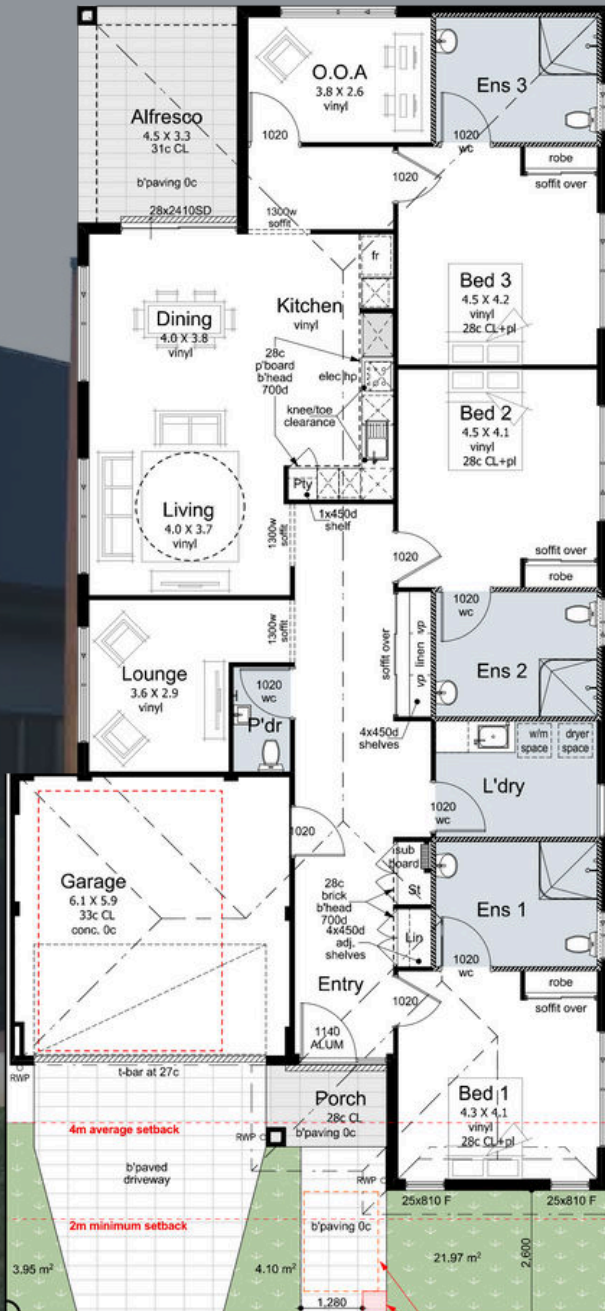 O.O.A
3.8 X 2.6
vinyl
Ens 3
Alfresco
4.5 X 3.3
31c CL
b'paving 0c
1020
1020
wc
1020
robe
soffit over
28x2410SD
1300w
soffit
fr
Kitchen
vinyl
Bed 3
4.5 X 4.2
vinyl
28c CL+pl
Dining
4.0 X 3.8
vinyl
28c
p'board
b'head
700d
elec hp
knee/toe
clearance
Bed 2
4.5 X 4.1
vinyl
28c CL+pl
Pty
Living
4.0 X 3.7
vinyl
1x450d
shelf
1300w
soffit
1020
soffit over
robe
1020
wc
1300w
soffit
soffit over
vp linen vp
Ens 2
Lounge
3.6 X 2.9
vinyl
1020
wc
P'dr
4x450d
shelves
w/m
space
dryer
space
L'dry
1020
wc
1020
sub
board
St
Garage
6.1 X 5.9
33c CL
conc. 0c
28c
brick
b'head
700d
4x450d
adj.
shelves
Lin
Ens 1
1020
wc
robe
soffit over
Entry
1020
1140
ALUM
RWP
t-bar at 27c
Porch
28c CL
b'paving 0c
Bed 1
4.3 X 4.1
vinyl
28c CL+pl
4m average setback
RWP
b'paved
driveway
RWP
25x810 F
25x810 F
2m minimum setback
b'paving 0c
3.95 m²
4.10 m²
21.97 m²
2,600
1,280